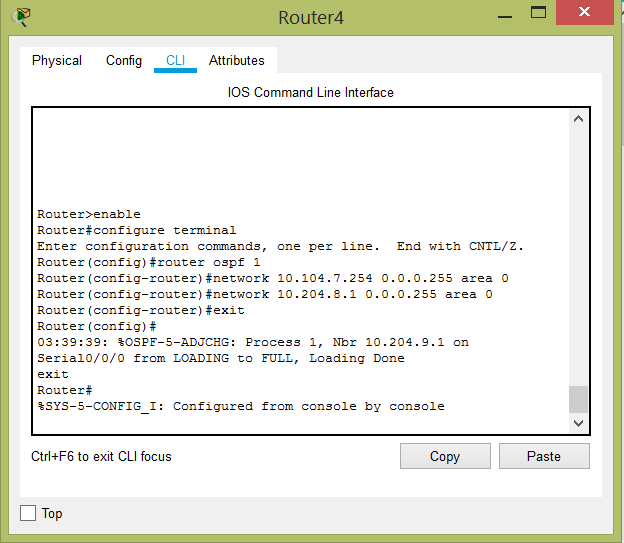 Router4
Physical Config CLI Attributes
IOS Command Line Interface
Router>enable
Router#configure terminal
Enter configuration commands, one per line.  End with CNTL/Z.
Router(config)#router ospf 1
Router(config-router)#network 10.104.7.254 0.0.0.255 area 0
Router(config-router)#network 10.204.8.1 0.0.0.255 area 0
Router(config-router)#exit
Router(config)#
03:39:39: %OSPF-5-ADJCHG: Process 1, Nbr 10.204.9.1 on
Serial0/0/0 from LOADING to FULL, Loading Done
exit
Router#
%SYS-5-CONFIG_I: Configured from console by console
Ctrl+F6 to exit CLI focus Copy Paste
Top